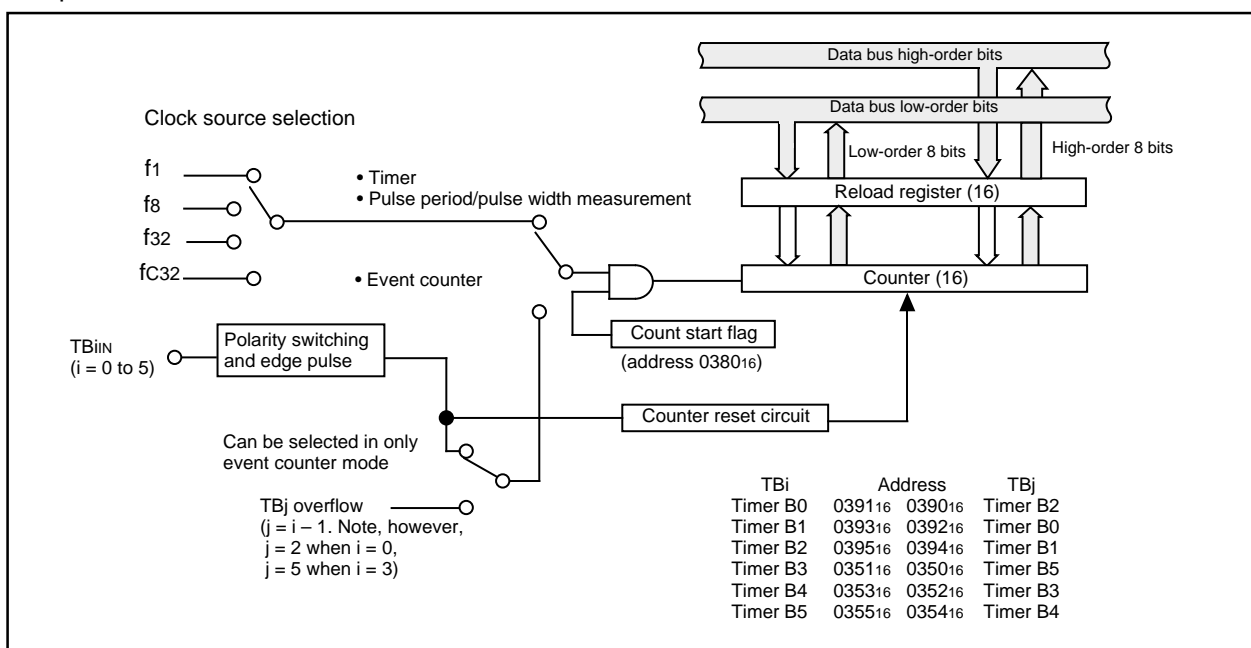 Data bus high-order bits
Data bus low-order bits
Clock source selection
Low-order 8 bits
High-order 8 bits
f1
• Timer
• Pulse period/pulse width measurement
Reload register (16)
f8
f32
fC32
• Event counter
Counter (16)
TBiIN
(i = 0 to 5)
Polarity switching
and edge pulse
Count start flag
(address 038016)
Counter reset circuit
Can be selected in only
event counter mode
TBj overflow
(j = i – 1. Note, however,
j = 2 when i = 0,
j = 5 when i = 3)
TBi Address TBj
Timer B0 039116 039016 Timer B2
Timer B1 039316 039216 Timer B0
Timer B2 039516 039416 Timer B1
Timer B3 035116 035016 Timer B5
Timer B4 035316 035216 Timer B3
Timer B5 035516 035416 Timer B4